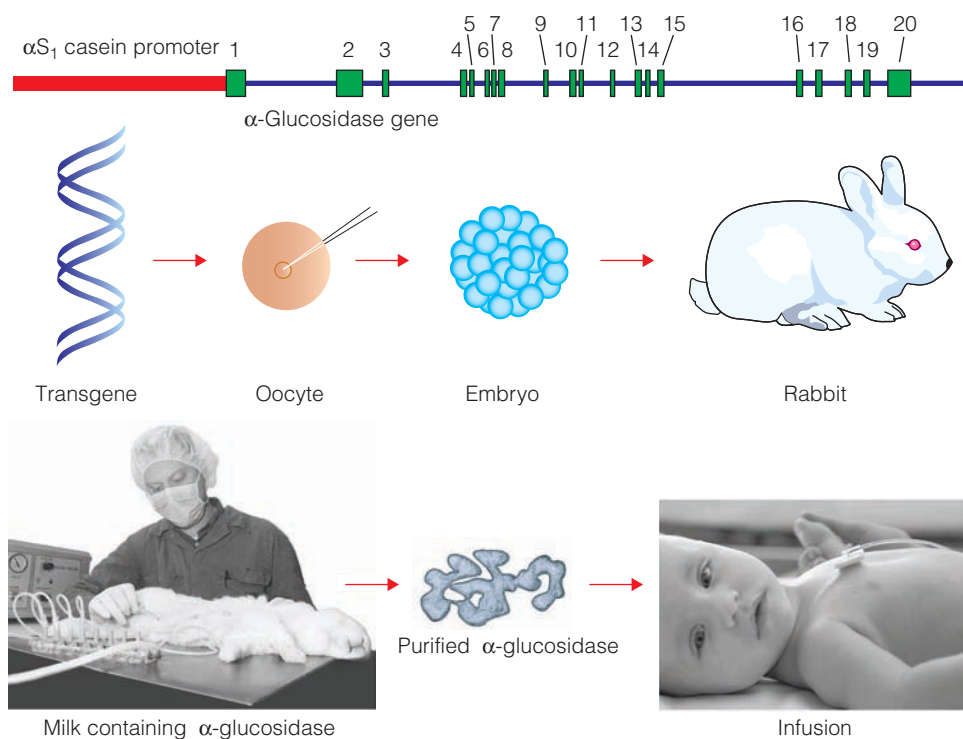 5 7 9 11 13 15 16 18 20
αS₁ casein promoter 1 2 3 4 6 8 10 12 14 17 19
α-Glucosidase gene
Transgene Oocyte Embryo Rabbit
Purified α-glucosidase
Milk containing α-glucosidase Infusion